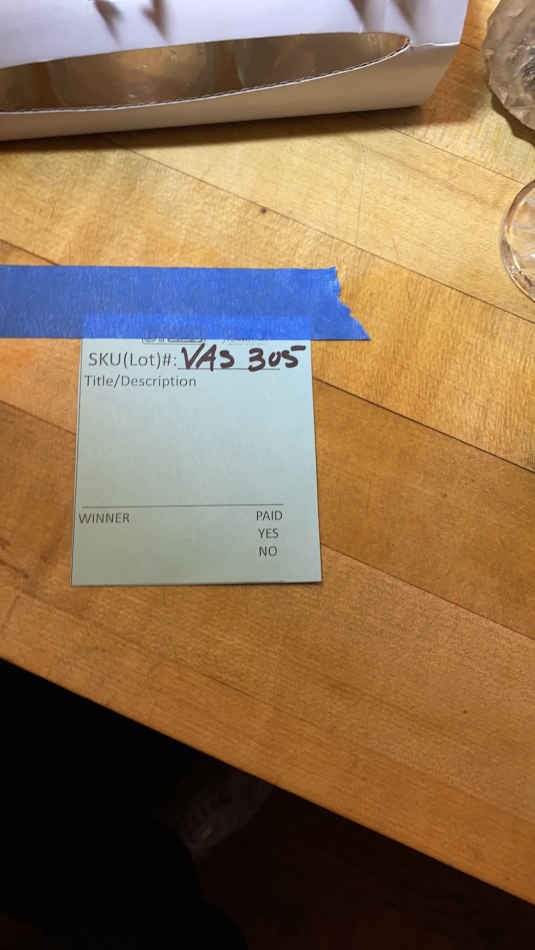 SKU(Lot)#: VAS 305
Title/Description
WINNER
PAID
YES
NO